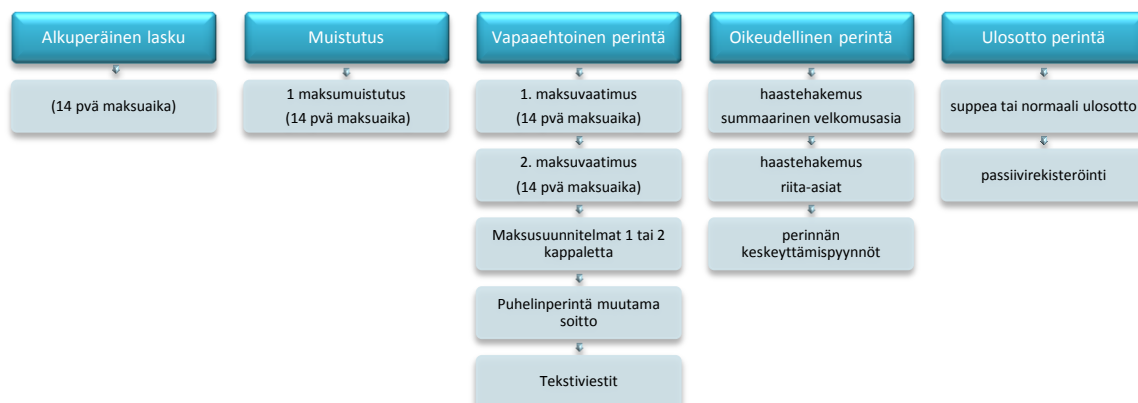 Alkuperäinen lasku
(14 pvä maksuaika)
Muistutus
1 maksumuistutus
(14 pvä maksuaika)
Vapaaehtoinen perintä
1. maksuvaatimus
(14 pvä maksuaika)
2. maksuvaatimus
(14 pvä maksuaika)
Maksusuunnitelmat 1 tai 2
kappaletta
Puhelinperintä muutama
soitto
Tekstiviestit
Oikeudellinen perintä
haastehakemus
summaarinen velkomusasia
haastehakemus
riita-asiat
perinnän
keskeyttämispyynnöt
Ulosotto perintä
suppea tai normaali ulosotto
passiivirekisteröinti